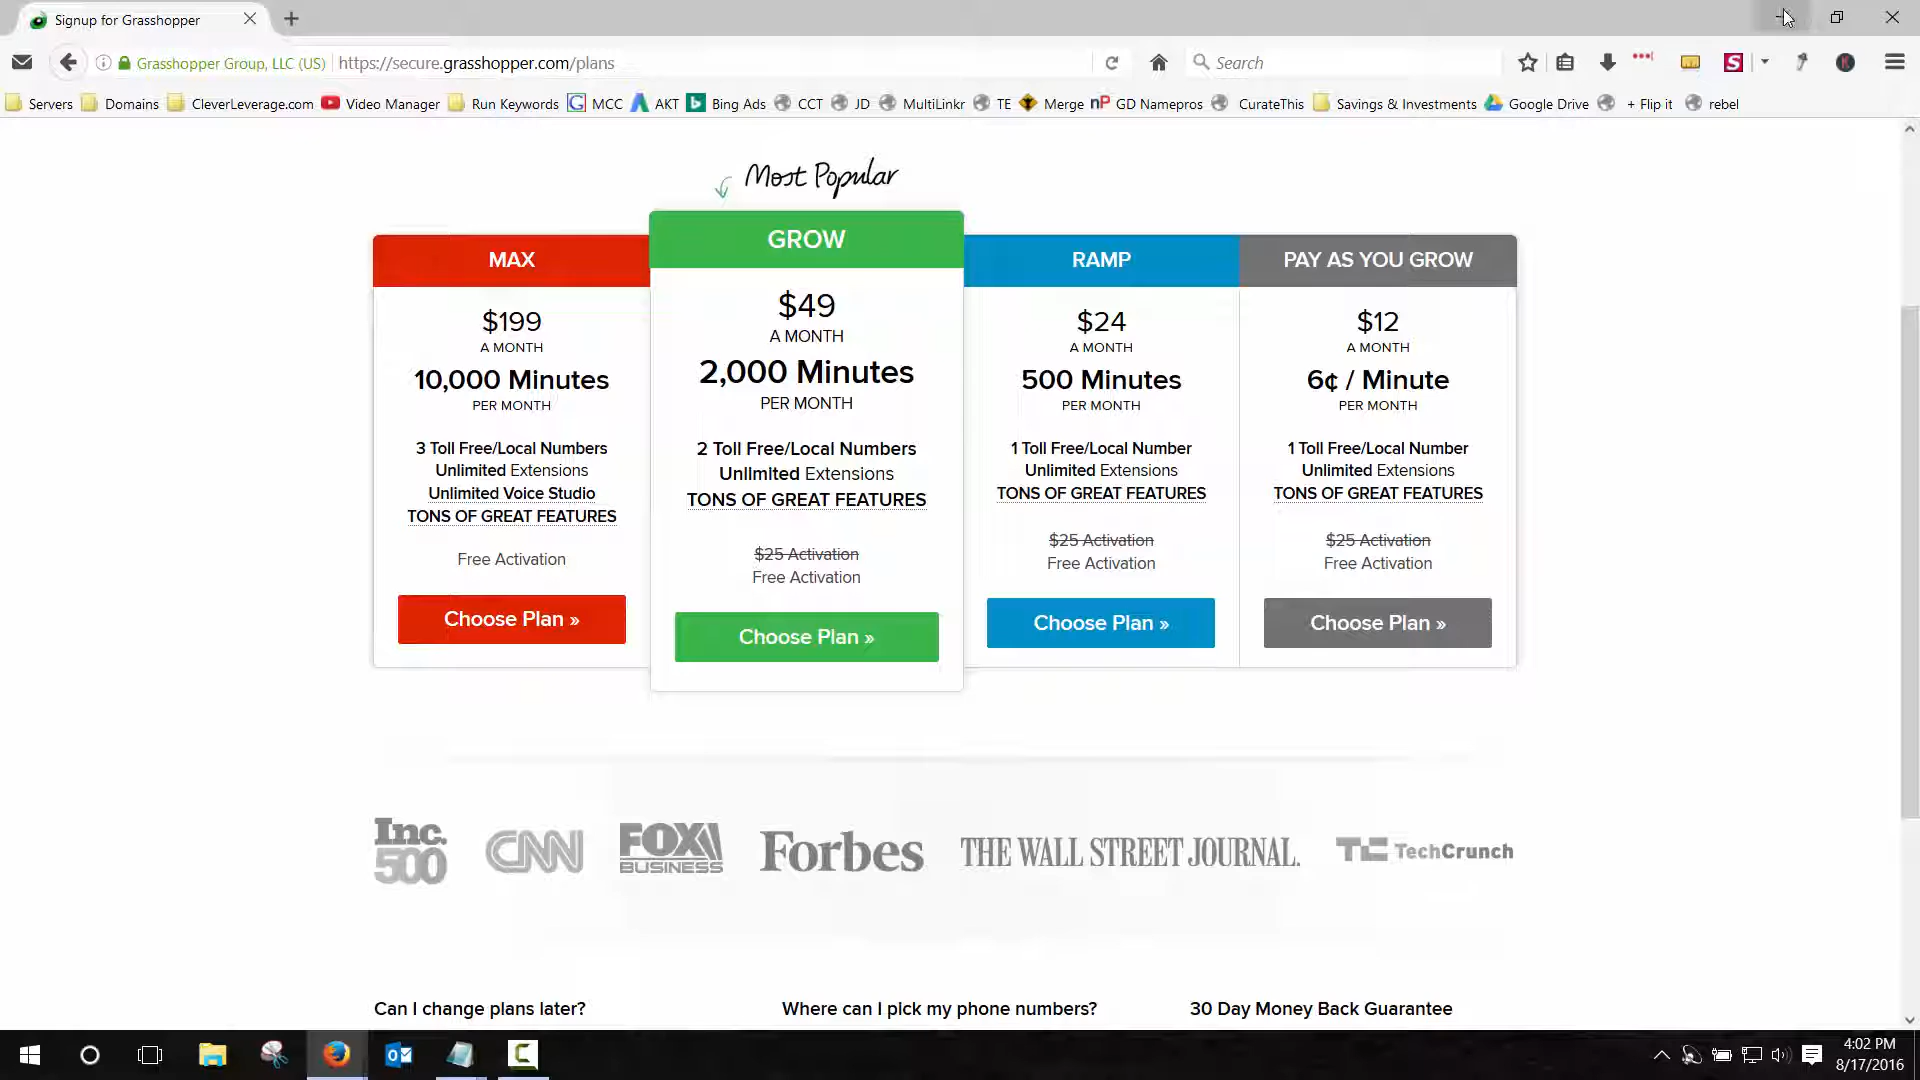 Signup for Grasshopper
Grasshopper Group, LLC (US)
https://secure.grasshopper.com/plans
Search
Servers
Domains
CleverLeverage.com
Video Manager
Run Keywords
MCC
AKT
Bing Ads
CCT
JD
MultiLinkr
TE
Merge
GD Namepros
CurateThis
Savings & Investments
Google Drive
+ Flip it
rebel
Most Popular
MAX
$199
A MONTH
10,000 Minutes
PER MONTH
3 Toll Free/Local Numbers
Unlimited Extensions
Unlimited Voice Studio
TONS OF GREAT FEATURES
Free Activation
Choose Plan »
GROW
$49
A MONTH
2,000 Minutes
PER MONTH
2 Toll Free/Local Numbers
Unlimited Extensions
TONS OF GREAT FEATURES
$25 Activation
Free Activation
Choose Plan »
RAMP
$24
A MONTH
500 Minutes
PER MONTH
1 Toll Free/Local Number
Unlimited Extensions
TONS OF GREAT FEATURES
$25 Activation
Free Activation
Choose Plan »
PAY AS YOU GROW
$12
A MONTH
6¢ / Minute
PER MONTH
1 Toll Free/Local Number
Unlimited Extensions
TONS OF GREAT FEATURES
$25 Activation
Free Activation
Choose Plan »
Inc.
500
CNN
FOX
BUSINESS
Forbes
THE WALL STREET JOURNAL.
TC TechCrunch
Can I change plans later?
Where can I pick my phone numbers?
30 Day Money Back Guarantee
4:02 PM
8/17/2016